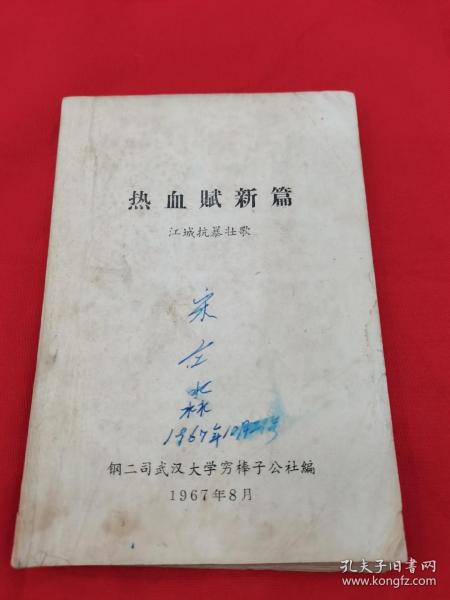 热血赋新篇
江城抗暴壮歌
宋
淼
1967年10月
钢二司武汉大学穷棒子公社编
1967年8月
孔夫子旧书网
www.kongfz.com